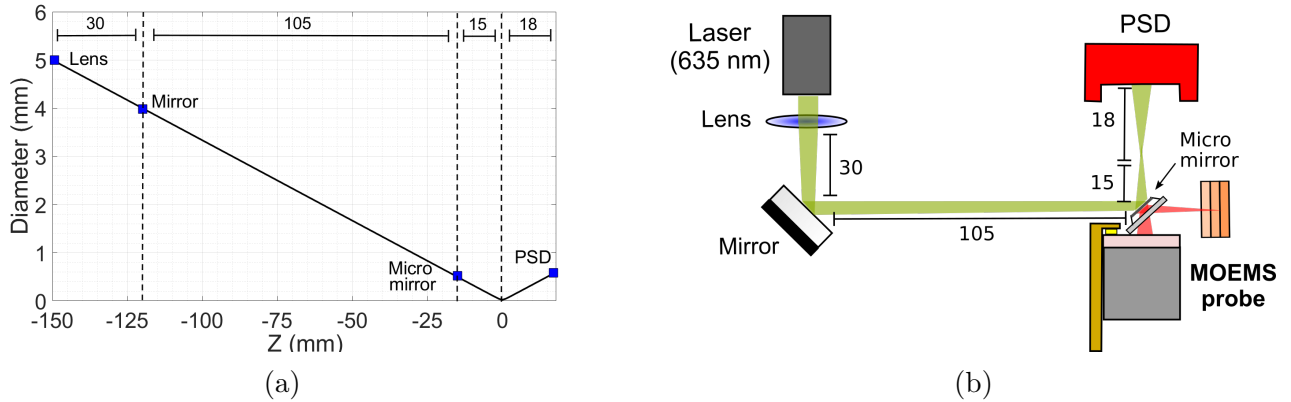 30
105
15
18
6
5
4
3
2
1
0
Diameter (mm)
Lens
Mirror
Micro
mirror
PSD
-150
-125
-100
-75
-50
-25
0
Z (mm)
(a)
Laser
(635 nm)
Lens
30
Mirror
105
PSD
18
15
Micro
mirror
MOEMS
probe
(b)